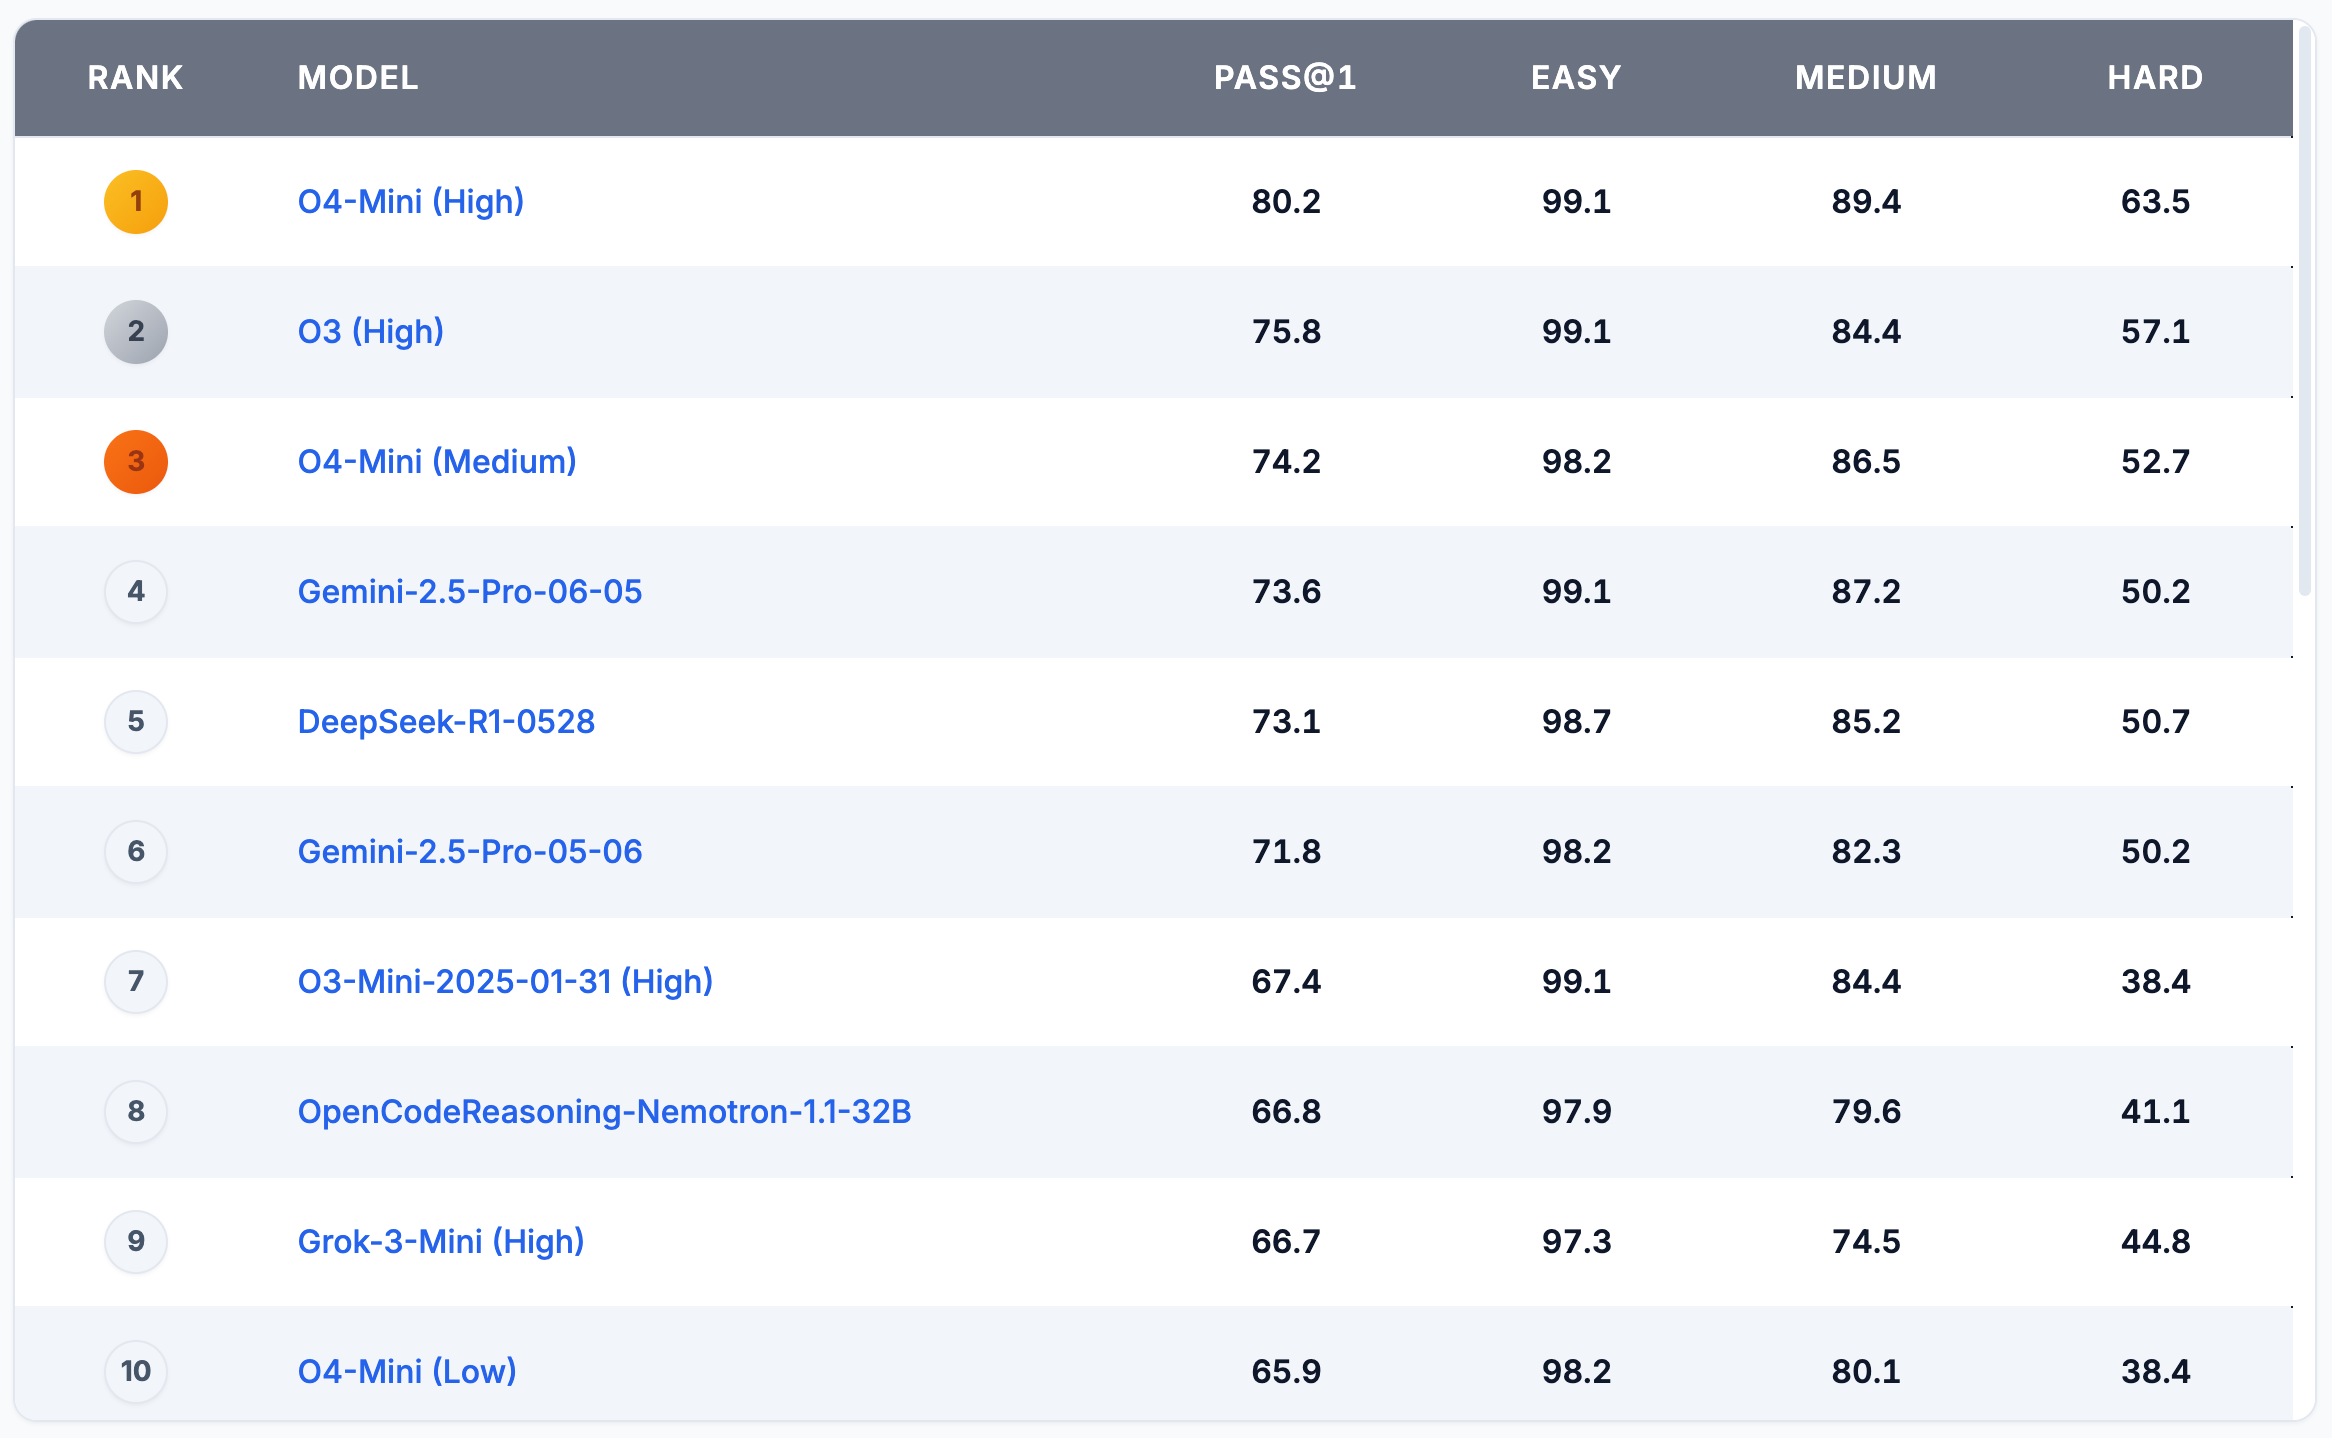 RANK MODEL PASS@1 EASY MEDIUM HARD
1 O4-Mini (High) 80.2 99.1 89.4 63.5
2 O3 (High) 75.8 99.1 84.4 57.1
3 O4-Mini (Medium) 74.2 98.2 86.5 52.7
4 Gemini-2.5-Pro-06-05 73.6 99.1 87.2 50.2
5 DeepSeek-R1-0528 73.1 98.7 85.2 50.7
6 Gemini-2.5-Pro-05-06 71.8 98.2 82.3 50.2
7 O3-Mini-2025-01-31 (High) 67.4 99.1 84.4 38.4
8 OpenCodeReasoning-Nemotron-1.1-32B 66.8 97.9 79.6 41.1
9 Grok-3-Mini (High) 66.7 97.3 74.5 44.8
10 O4-Mini (Low) 65.9 98.2 80.1 38.4